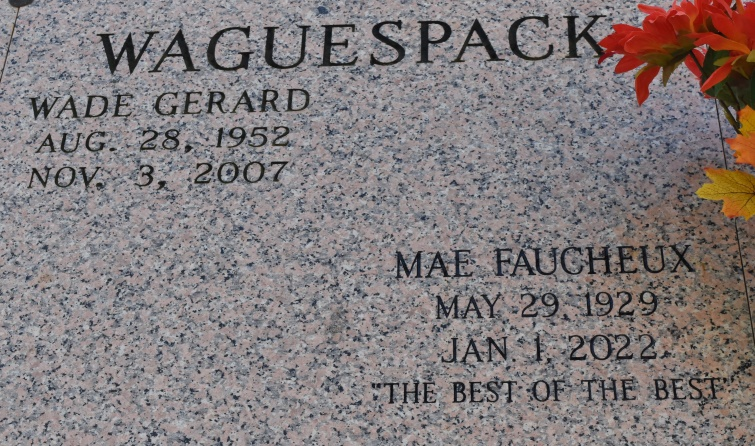 WAGUESPACK
WADE GERARD
AUG. 28, 1952
NOV. 3, 2007
MAE FAUCHEUX
MAY 29, 1929
JAN 1, 2022
"THE BEST OF THE BEST"